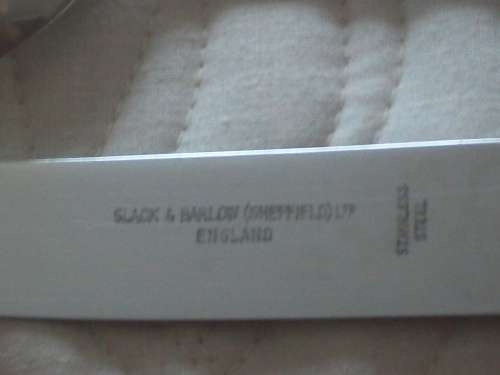 SLACK & BARLOW (SHEFFIELD) LTD
ENGLAND
STAINLESS
STEEL